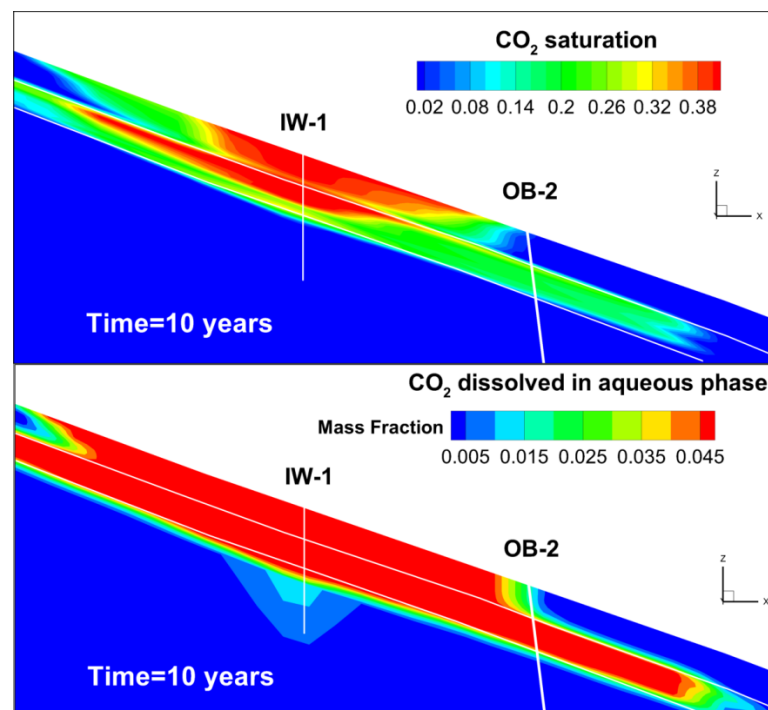 CO₂ saturation
0.02 0.08 0.14 0.2 0.26 0.32 0.38
IW-1
OB-2
z
x
Time=10 years
CO₂ dissolved in aqueous phase
Mass Fraction
0.005 0.015 0.025 0.035 0.045
IW-1
OB-2
z
x
Time=10 years